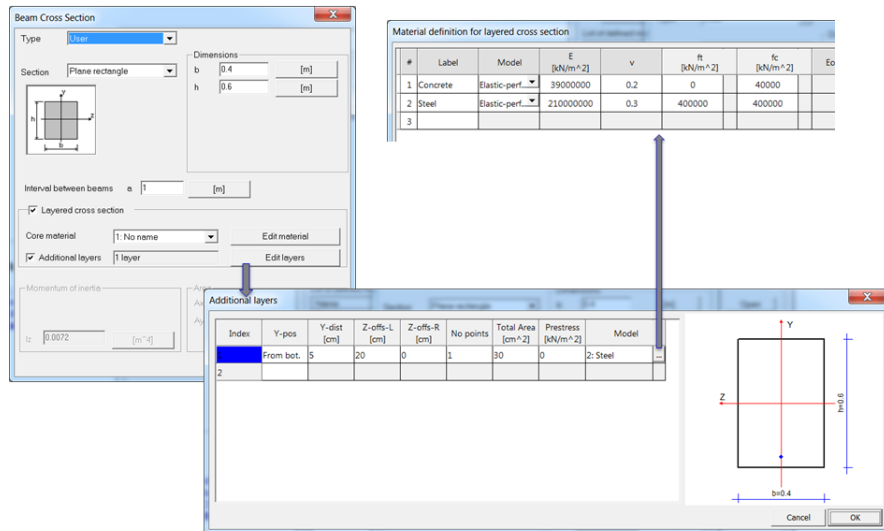 Beam Cross Section
Type User
Section Plane rectangle
Dimensions
b 0.4 [m]
h 0.6 [m]
y
h
z
b
Interval between beams a 1 [m]
Layered cross section
Core material 1: No name Edit material
Additional layers 1 layer Edit layers
Momentum of inertia
Iz 0.0072 [m^4]
Material definition for layered cross section
# Label Model E [kN/m^2] ν ft [kN/m^2] fc [kN/m^2]
1 Concrete Elastic-perf... 39000000 0.2 0 40000
2 Steel Elastic-perf... 210000000 0.3 400000 400000
3
Additional layers
Index Y-pos Y-dist [cm] Z-offs-L [cm] Z-offs-R [cm] No points Total Area [cm^2] Prestress [kN/m^2] Model
From bot. 5 20 0 1 30 0 2: Steel ...
2
Y
Z
h=0.6
b=0.4
Cancel OK